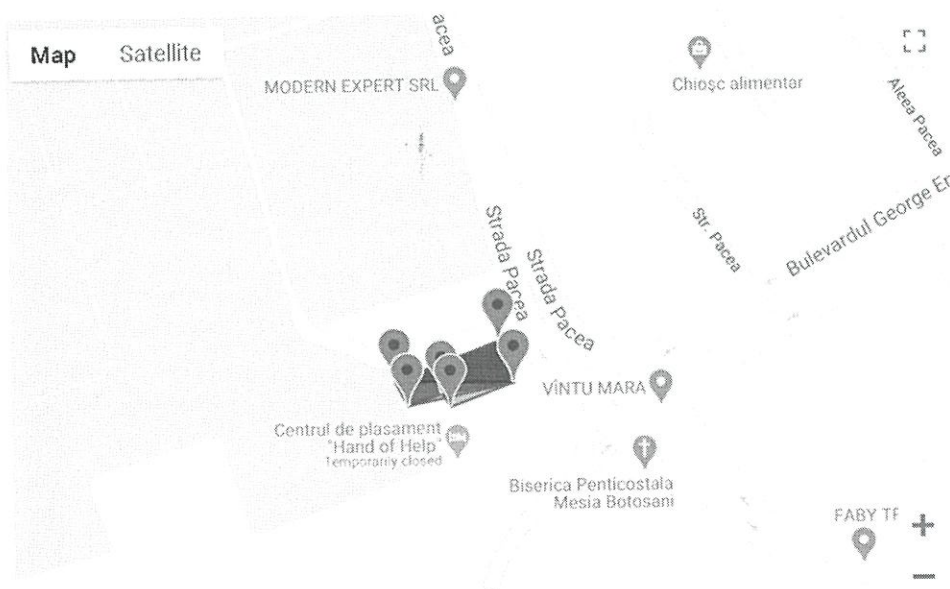 acea
Map
Satellite
MODERN EXPERT SRL
Chioşc alimentar
Aleea Pacea
Strada Pacea
Strada Pacea
Str. Pacea
Bulevardul George En
VÎNTU MARA
Centrul de plasament
"Hand of Help"
Temporarily closed
Biserica Penticostala
Mesia Botosani
FABY TF
+
−